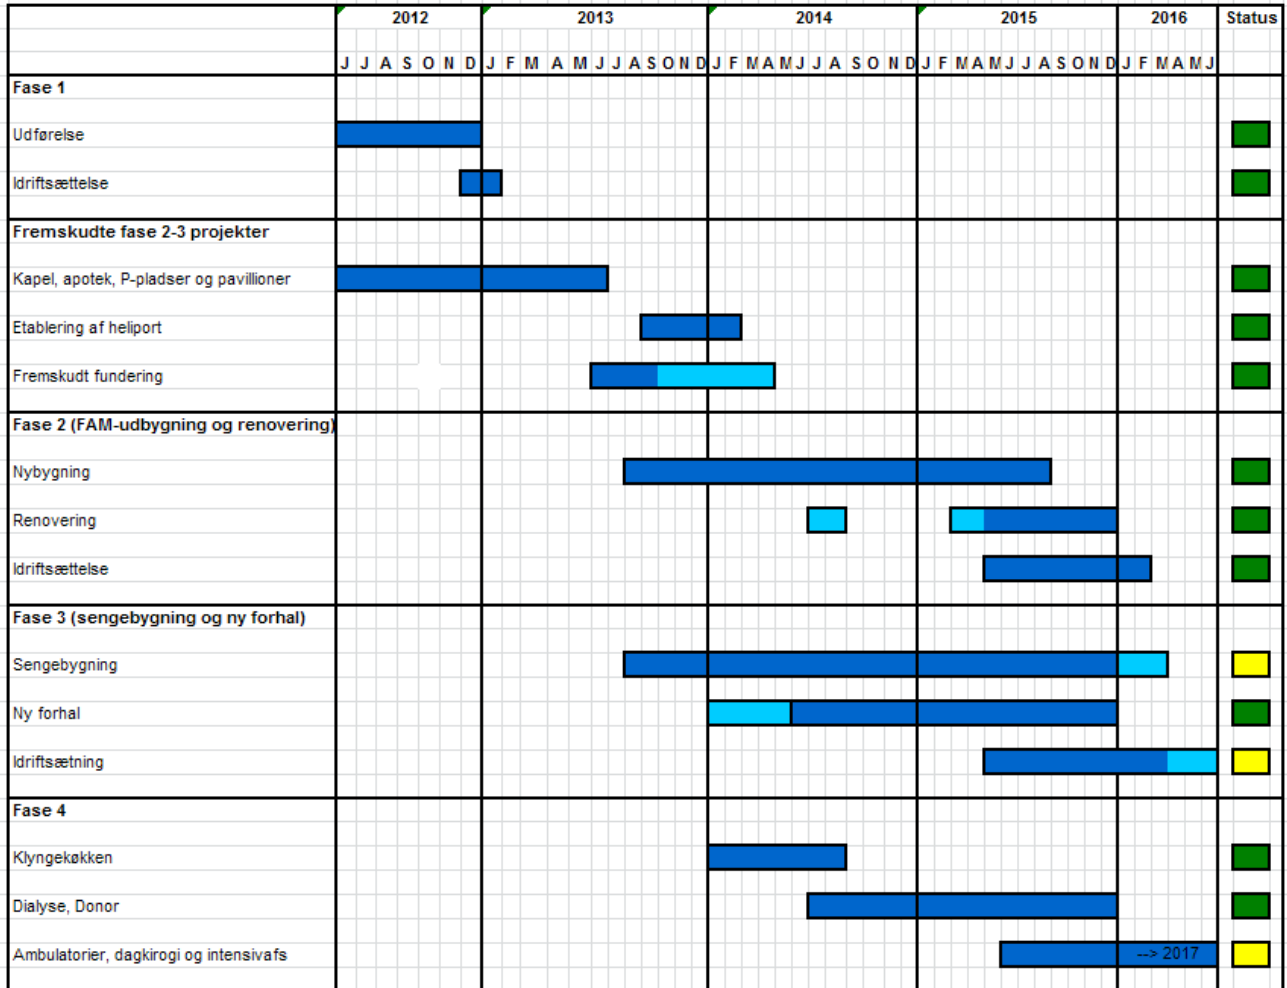 2012 2013 2014 2015 2016 Status
J J A S O N D J F M A M J J A S O N D J F M A M J J A S O N D J F M A M J J A S O N D J F M A M J
Fase 1
Udførelse
Idriftsættelse
Fremskudte fase 2-3 projekter
Kapel, apotek, P-pladser og pavillioner
Etablering af heliport
Fremskudt fundering
Fase 2 (FAM-udbygning og renovering)
Nybygning
Renovering
Idriftsættelse
Fase 3 (sengebygning og ny forhal)
Sengebygning
Ny forhal
Idriftsætning
Fase 4
Klyngekøkken
Dialyse, Donor
Ambulatorier, dagkirogi og intensivafs --> 2017